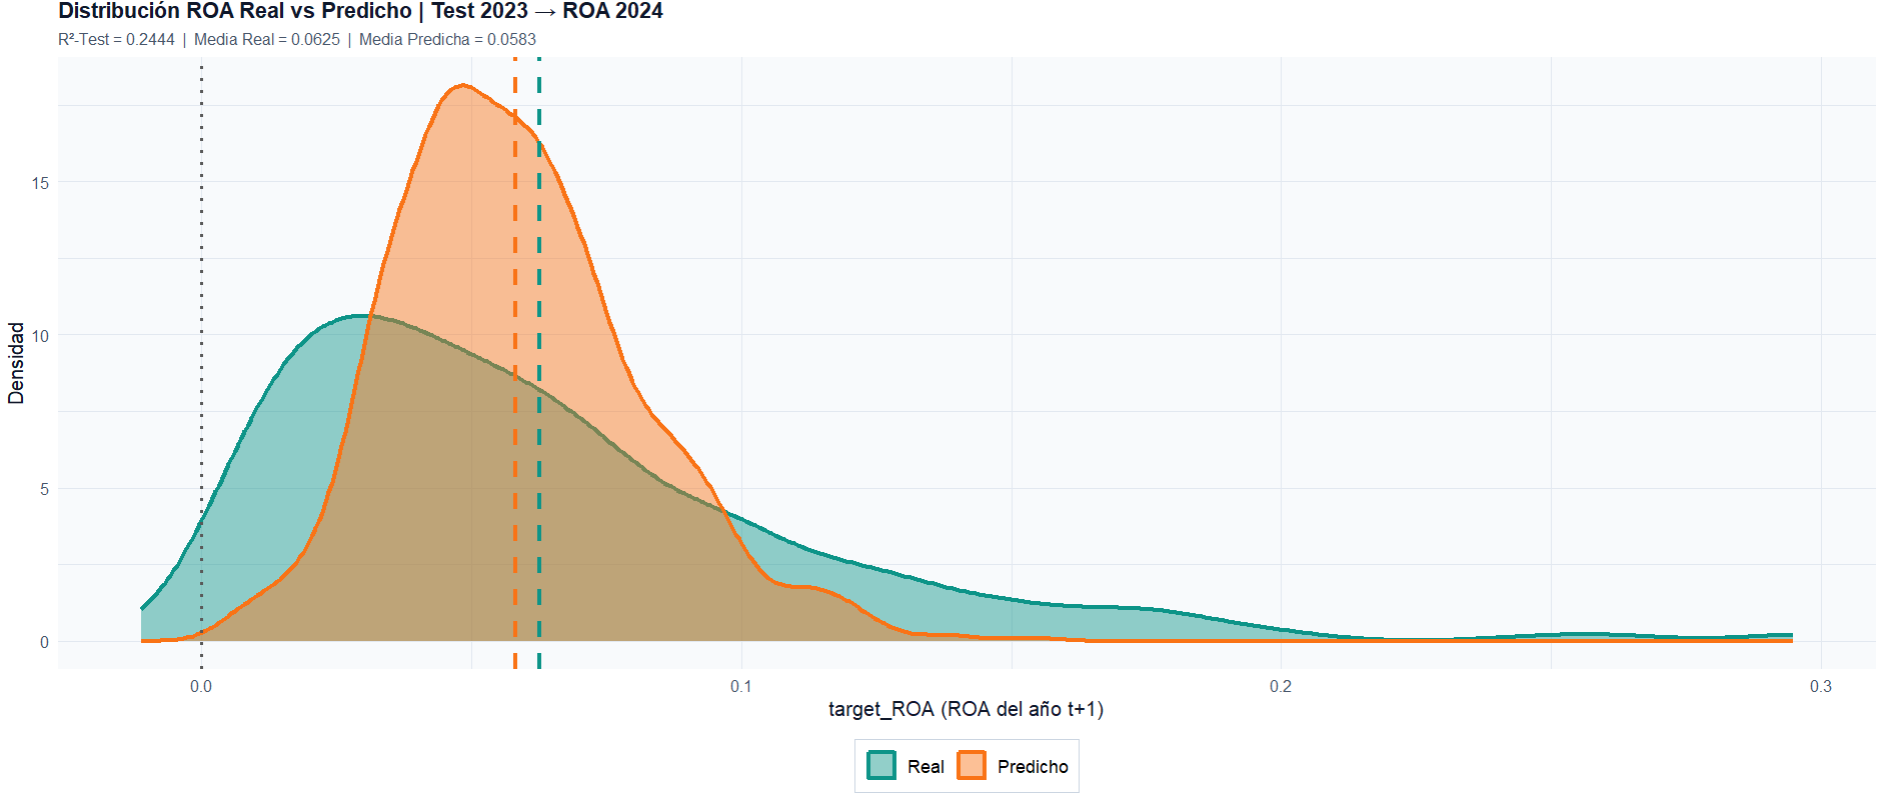 Distribución ROA Real vs Predicho | Test 2023 → ROA 2024
R²-Test = 0.2444 | Media Real = 0.0625 | Media Predicha = 0.0583
Densidad
15
10
5
0
0.0 0.1 0.2 0.3
target_ROA (ROA del año t+1)
Real Predicho